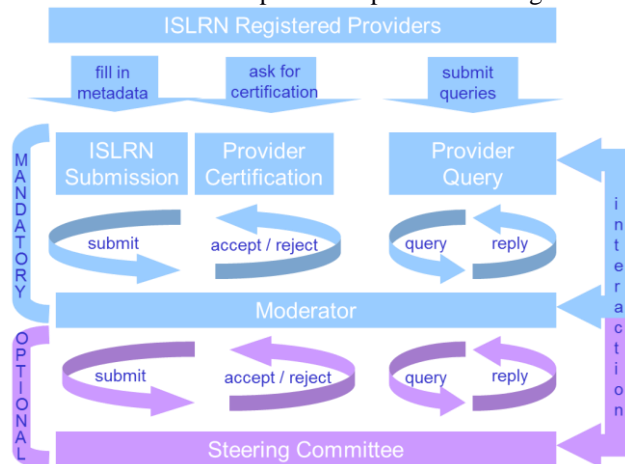 ISLRN Registered Providers
fill in
metadata
ask for
certification
submit
queries
MANDATORY
ISLRN
Submission
Provider
Certification
Provider
Query
interaction
submit
accept / reject
query
reply
Moderator
OPTIONAL
submit
accept / reject
query
reply
Steering Committee